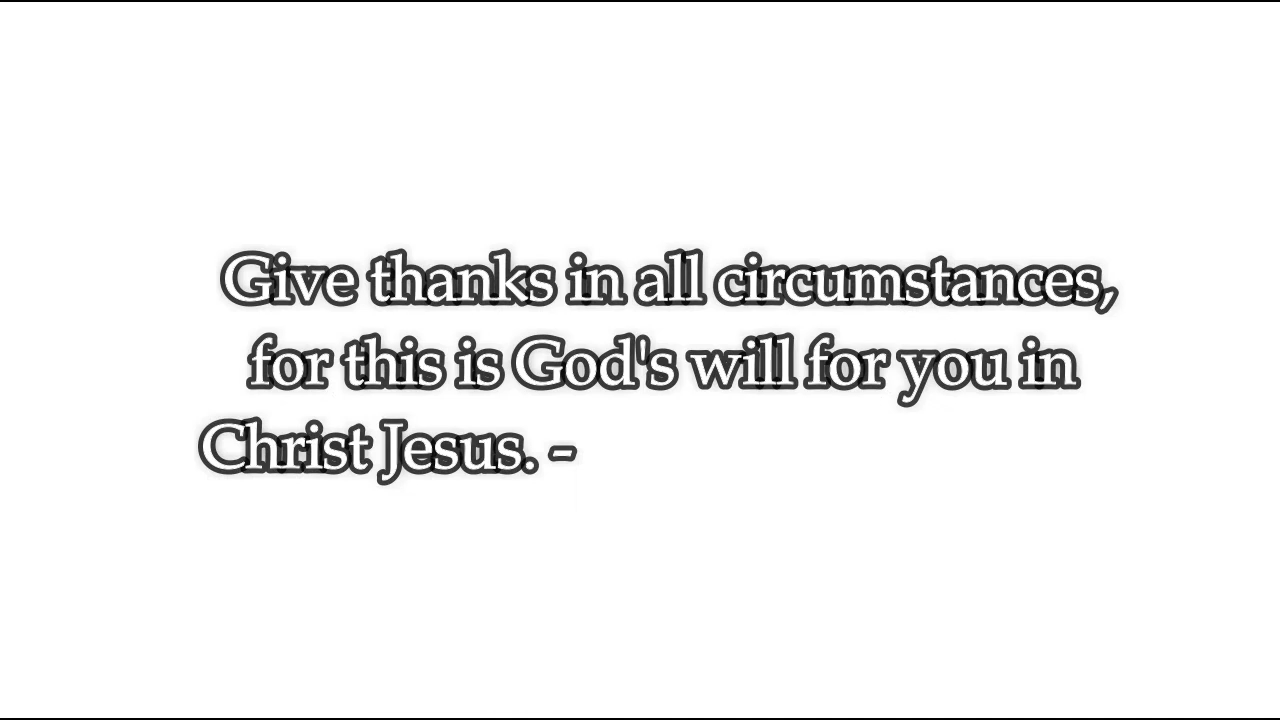 Give thanks in all circumstances,
for this is God's will for you in
Christ Jesus. -